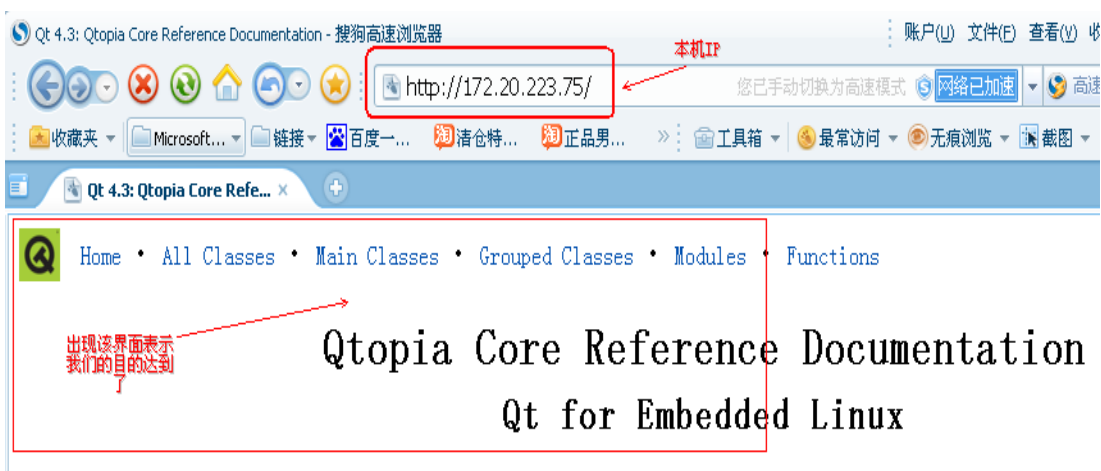 Qt 4.3: Qtopia Core Reference Documentation - 搜狗高速浏览器
账户(U) 文件(F) 查看(V)
本机IP
http://172.20.223.75/
您已手动切换为高速模式
网络已加速
高速
收藏夹
Microsoft...
链接
百度一...
淘
清仓特...
淘
正品男...
»
工具箱
最常访问
无痕浏览
截图
Qt 4.3: Qtopia Core Refe... ×
Home • All Classes • Main Classes • Grouped Classes • Modules • Functions
出现该界面表示
我们的目的达到
了
Qtopia Core Reference Documentation
Qt for Embedded Linux